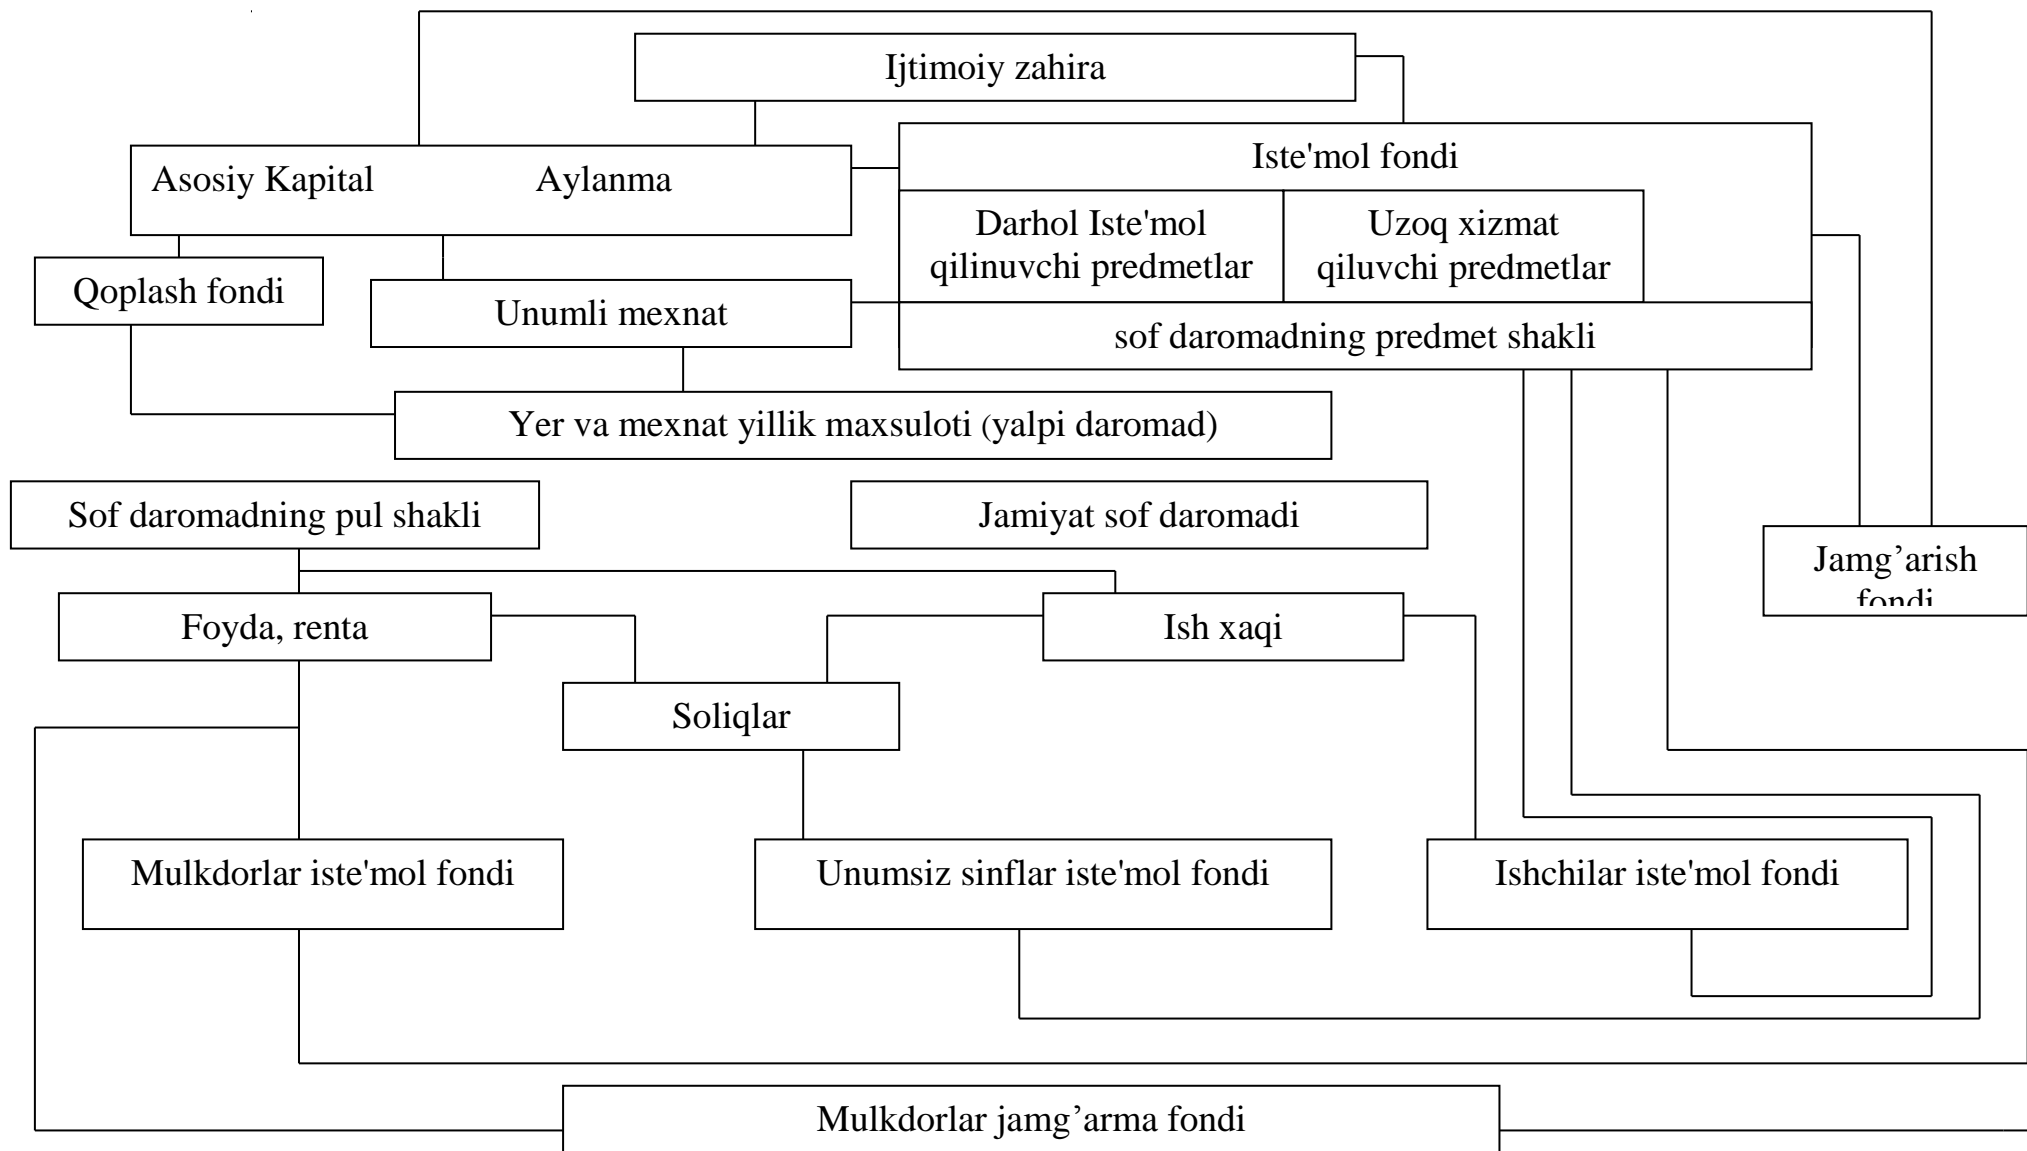 Ijtimoiy zahira
Asosiy Kapital Aylanma
Iste'mol fondi
Darhol Iste'mol
qilinuvchi predmetlar
Uzoq xizmat
qiluvchi predmetlar
Qoplash fondi
Unumli mexnat
sof daromadning predmet shakli
Yer va mexnat yillik maxsuloti (yalpi daromad)
Sof daromadning pul shakli
Jamiyat sof daromadi
Jamg’arish
fondi
Foyda, renta
Ish xaqi
Soliqlar
Mulkdorlar iste'mol fondi
Unumsiz sinflar iste'mol fondi
Ishchilar iste'mol fondi
Mulkdorlar jamg’arma fondi